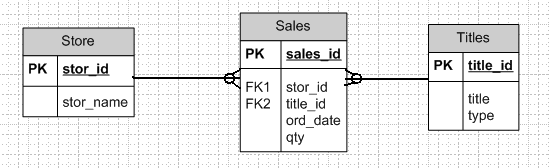 Store
PK stor_id
stor_name
Sales
PK sales_id
FK1 stor_id
FK2 title_id
ord_date
qty
Titles
PK title_id
title
type